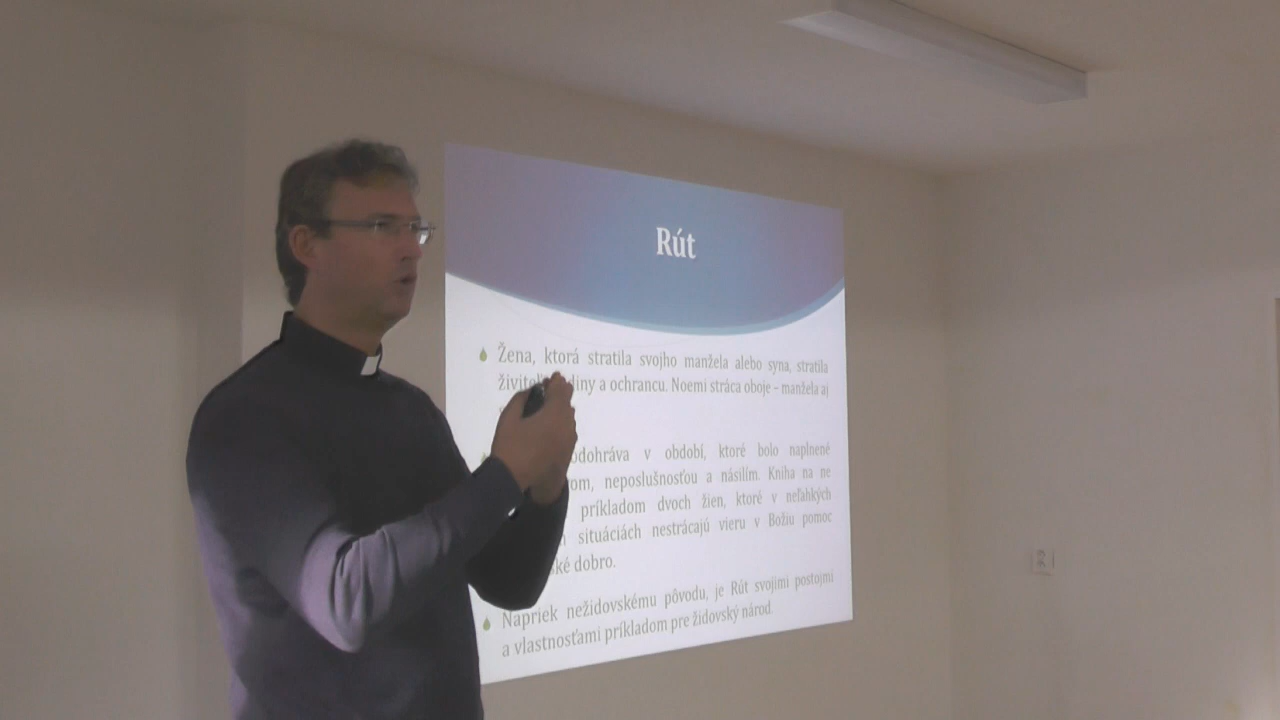 Rút
Žena, ktorá stratila svojho manžela alebo syna, stratila
a ochrancu. Noemi stráca oboje – manžela aj
odohráva v období, ktoré bolo naplnené
neposlušnosťou a násilím. Kniha na ne
príkladom dvoch žien, ktoré v neľahkých
situáciách nestrácajú vieru v Božiu pomoc
dobro.
Napriek nežidovskému pôvodu, je Rút svojimi postojmi
a vlastnosťami príkladom pre židovský národ.